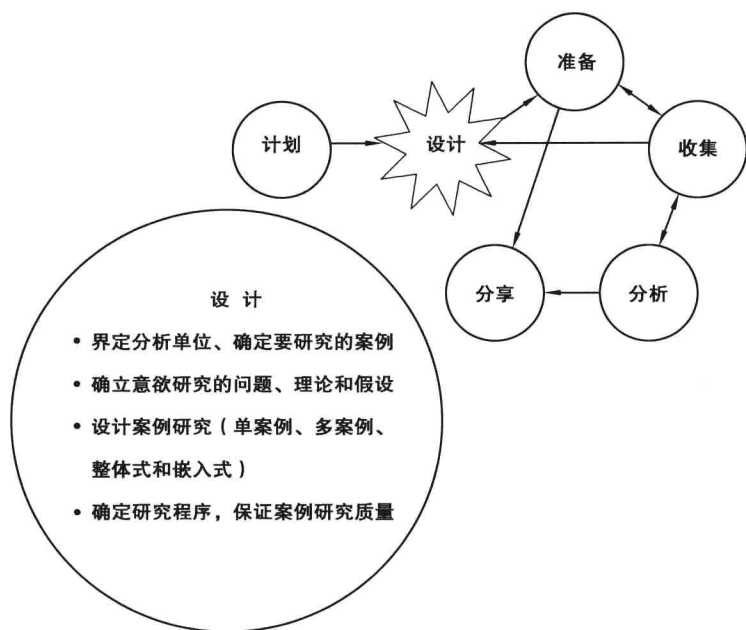 准备
计划
设计
收集
分享
分析
设 计
• 界定分析单位、确定要研究的案例
• 确立意欲研究的问题、理论和假设
• 设计案例研究（单案例、多案例、
整体式和嵌入式）
• 确定研究程序，保证案例研究质量